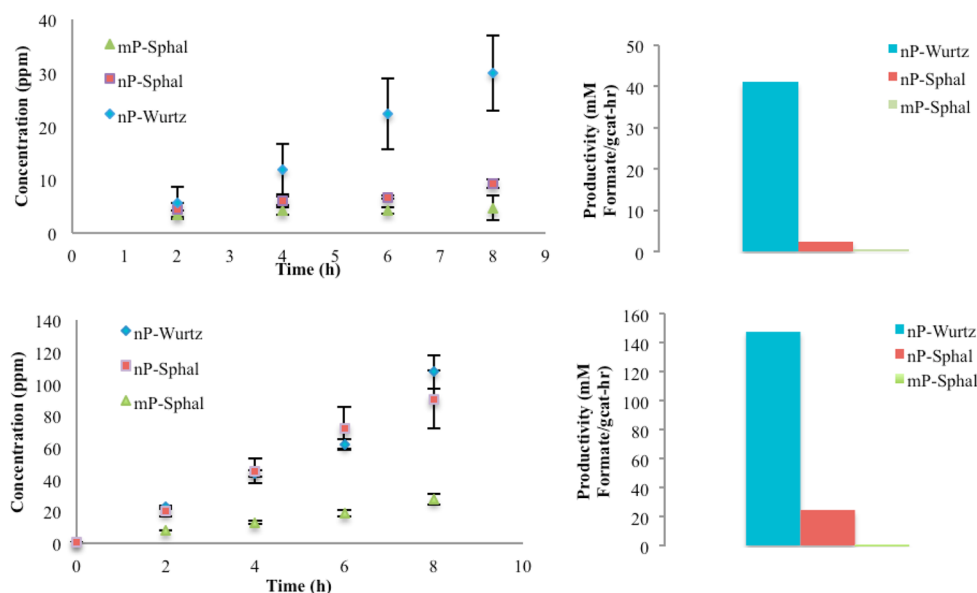 Concentration (ppm)
40
30
20
10
0
mP-Sphal
nP-Sphal
nP-Wurtz
0 1 2 3 4 5 6 7 8 9
Time (h)
Productivity (mM
Formate/gcat-hr)
50
40
30
20
10
0
nP-Wurtz
nP-Sphal
mP-Sphal
Concentration (ppm)
140
120
100
80
60
40
20
0
nP-Wurtz
nP-Sphal
mP-Sphal
0 2 4 6 8 10
Time (h)
Productivity (mM
Formate/gcat-hr)
160
140
120
100
80
60
40
20
0
nP-Wurtz
nP-Sphal
mP-Sphal